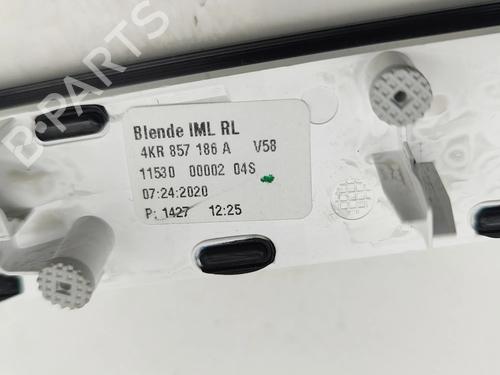 Blende IML RL
4KR 857 186 A V58
11530 00002 04S
07:24:2020
P: 1427 12:25
B-PARTS